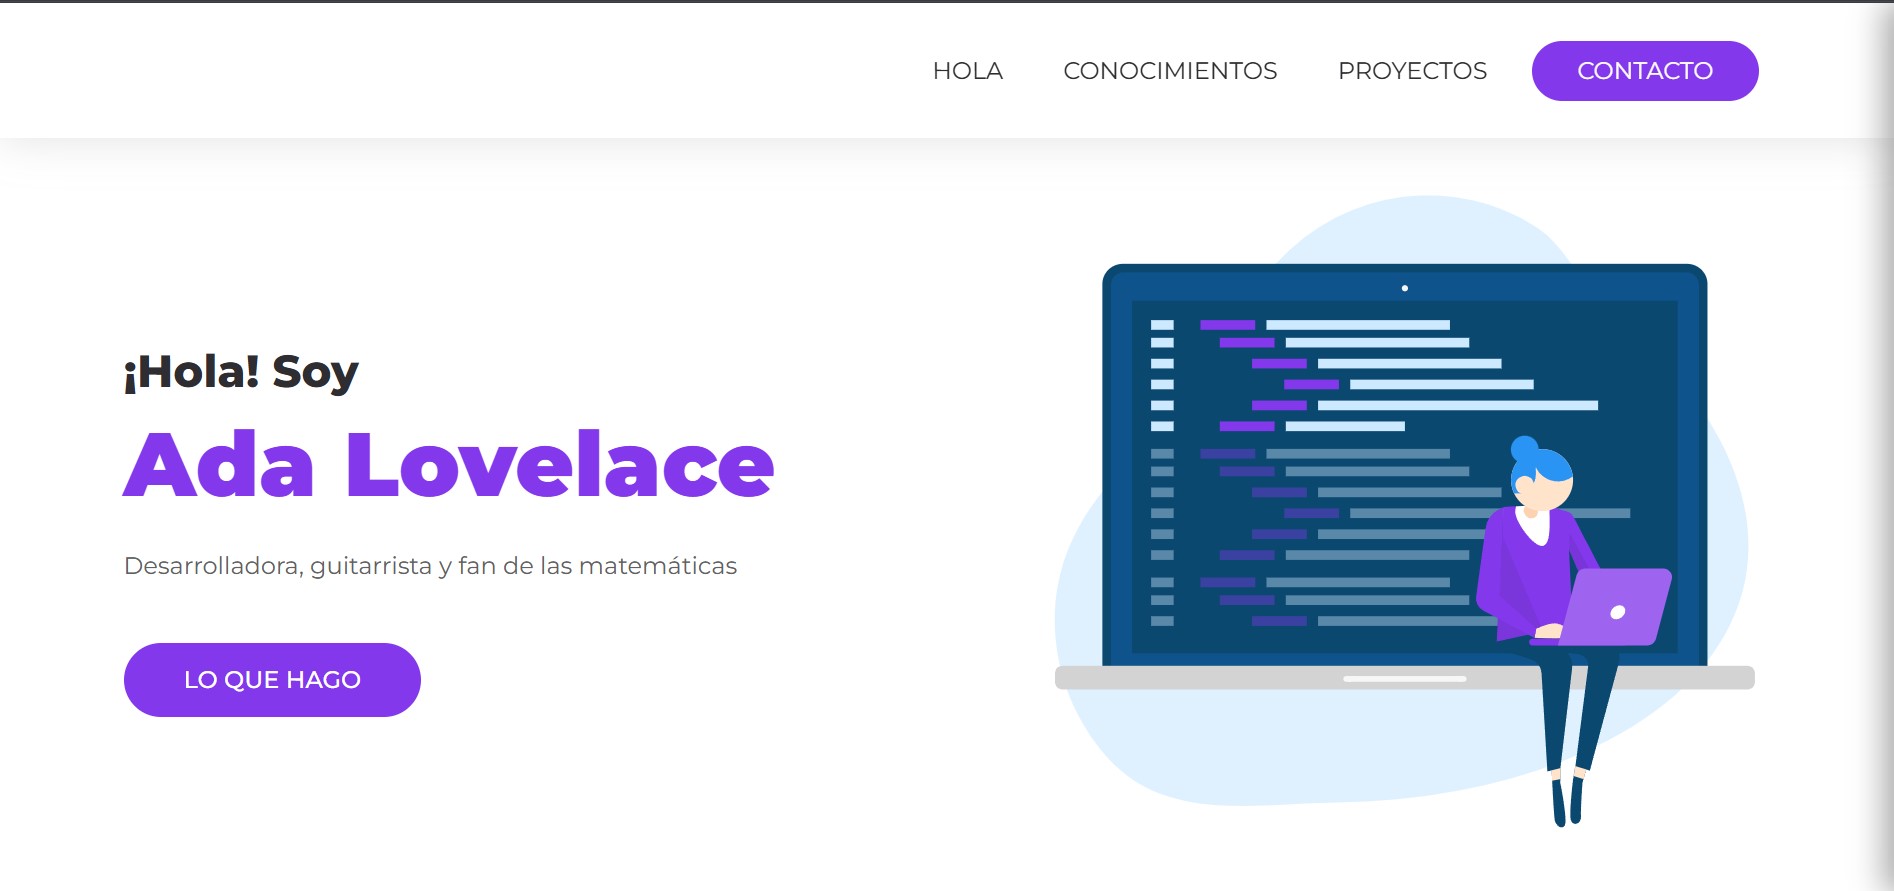 HOLA CONOCIMIENTOS PROYECTOS CONTACTO
¡Hola! Soy
Ada Lovelace
Desarrolladora, guitarrista y fan de las matemáticas
LO QUE HAGO